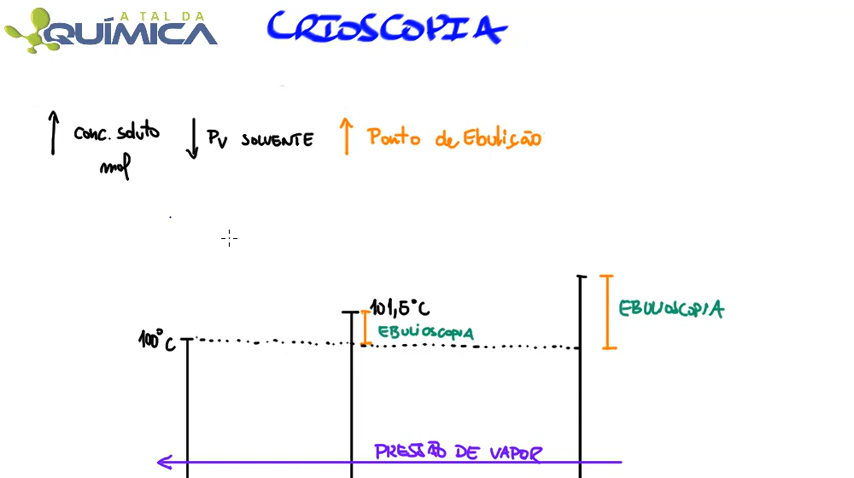 A TAL DA
QUÍMICA
CRIOSCOPIA
↑ conc. soluto ↓ PV SOLVENTE ↑ Ponto de Ebulição
mol
101,5°C
EBULIOSCOPIA
EBULIOSCOPIA
100°C
PRESSÃO DE VAPOR